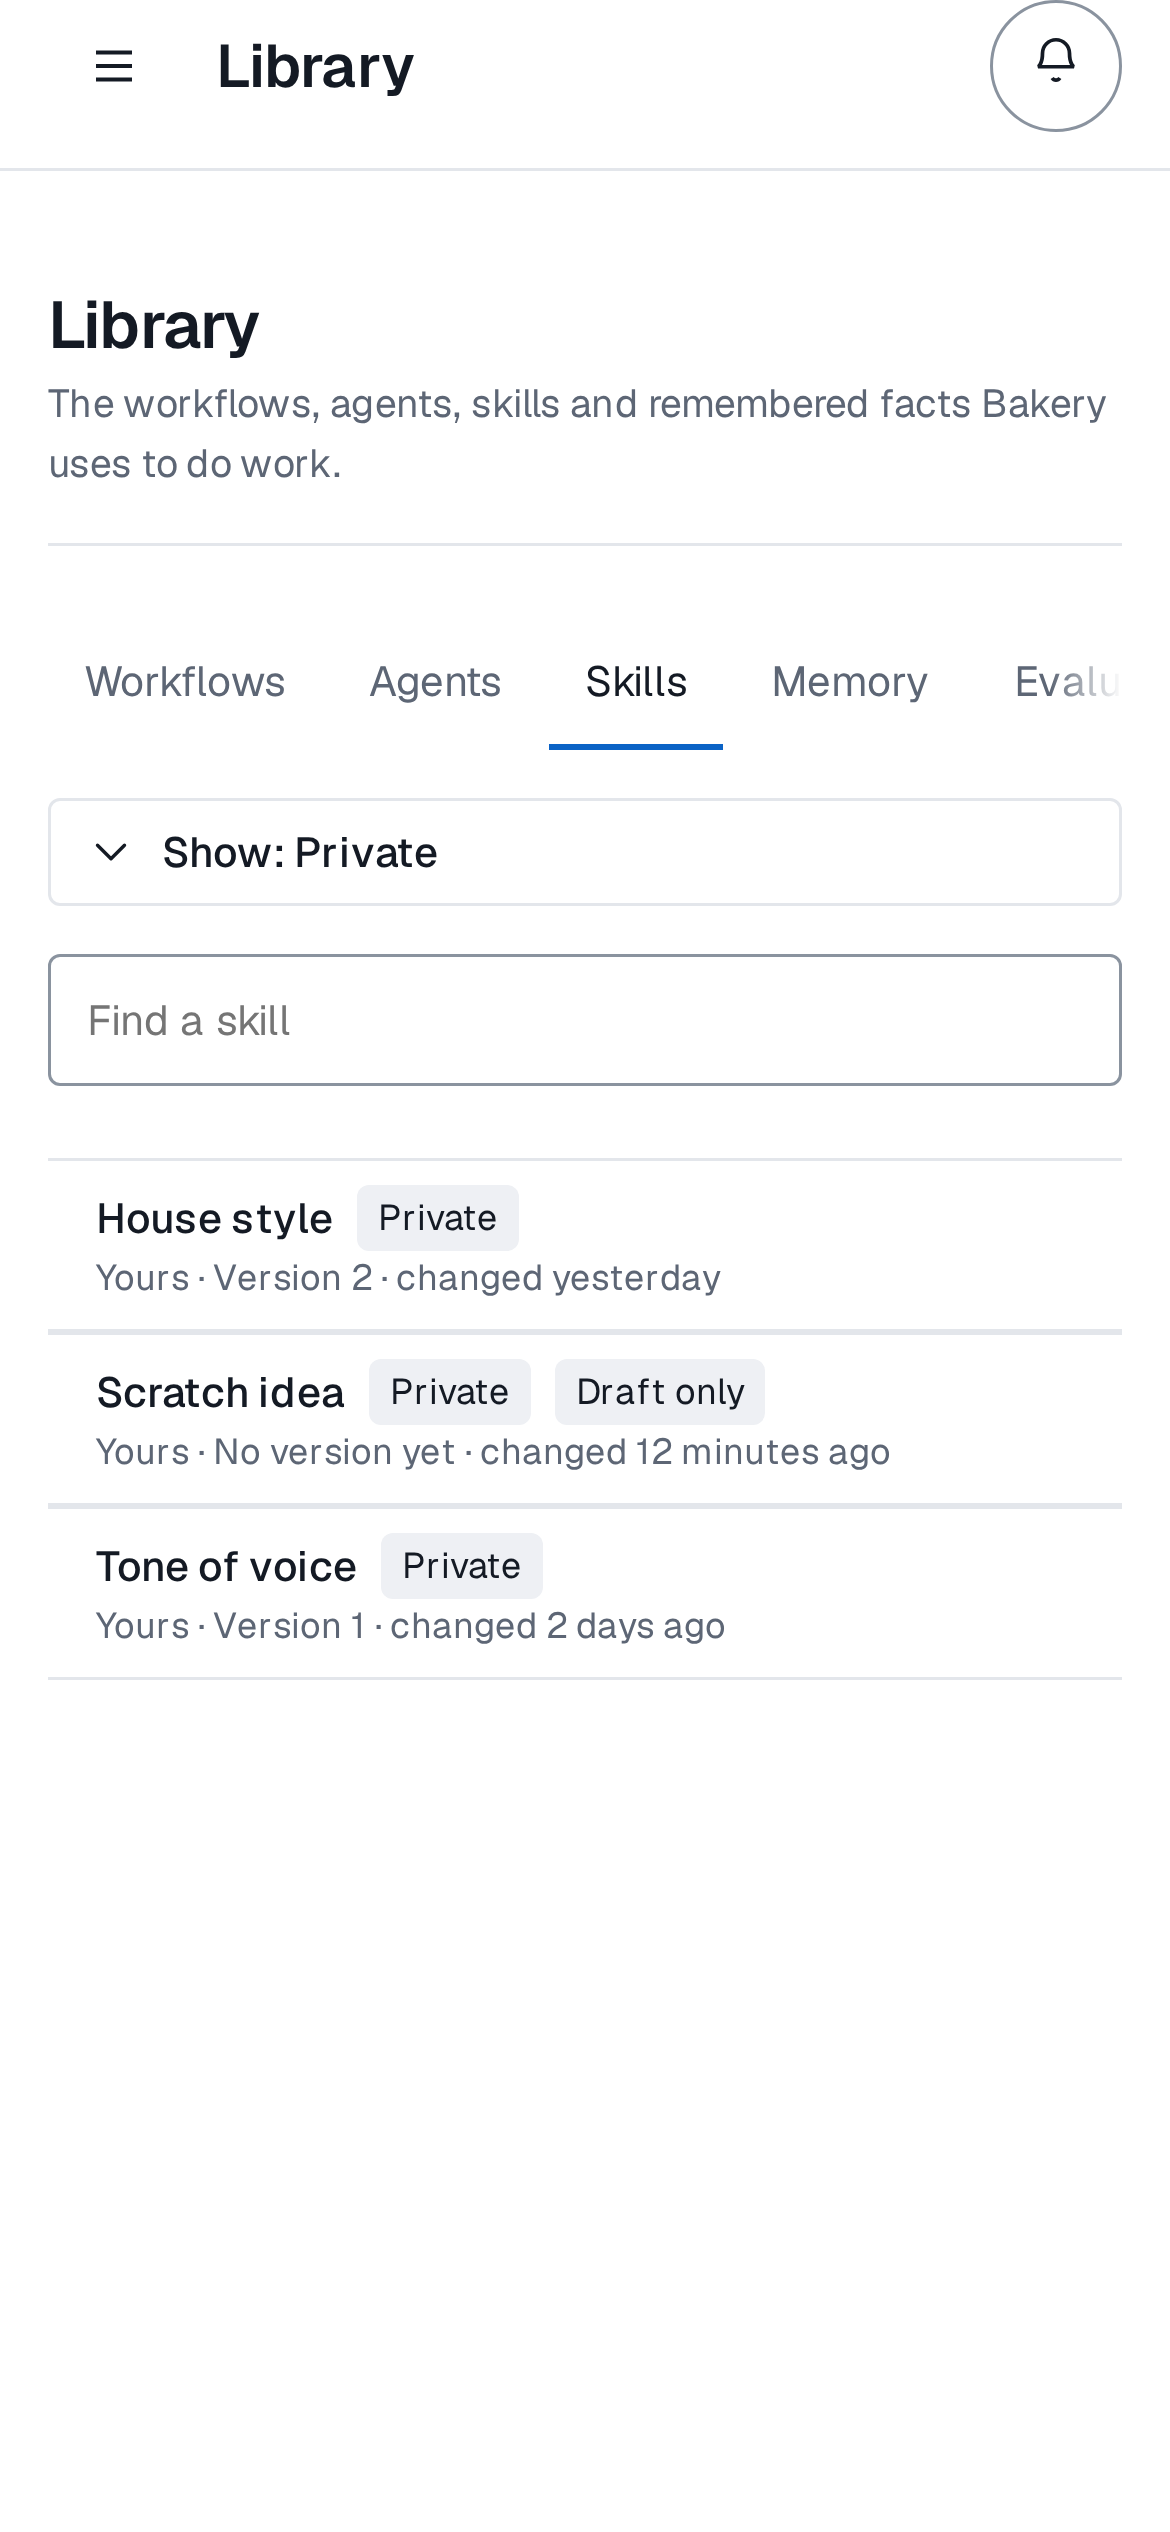 Library
Library
The workflows, agents, skills and remembered facts Bakery
uses to do work.
Workflows Agents Skills Memory Evalu
Show: Private
Find a skill
House style Private
Yours · Version 2 · changed yesterday
Scratch idea Private Draft only
Yours · No version yet · changed 12 minutes ago
Tone of voice Private
Yours · Version 1 · changed 2 days ago